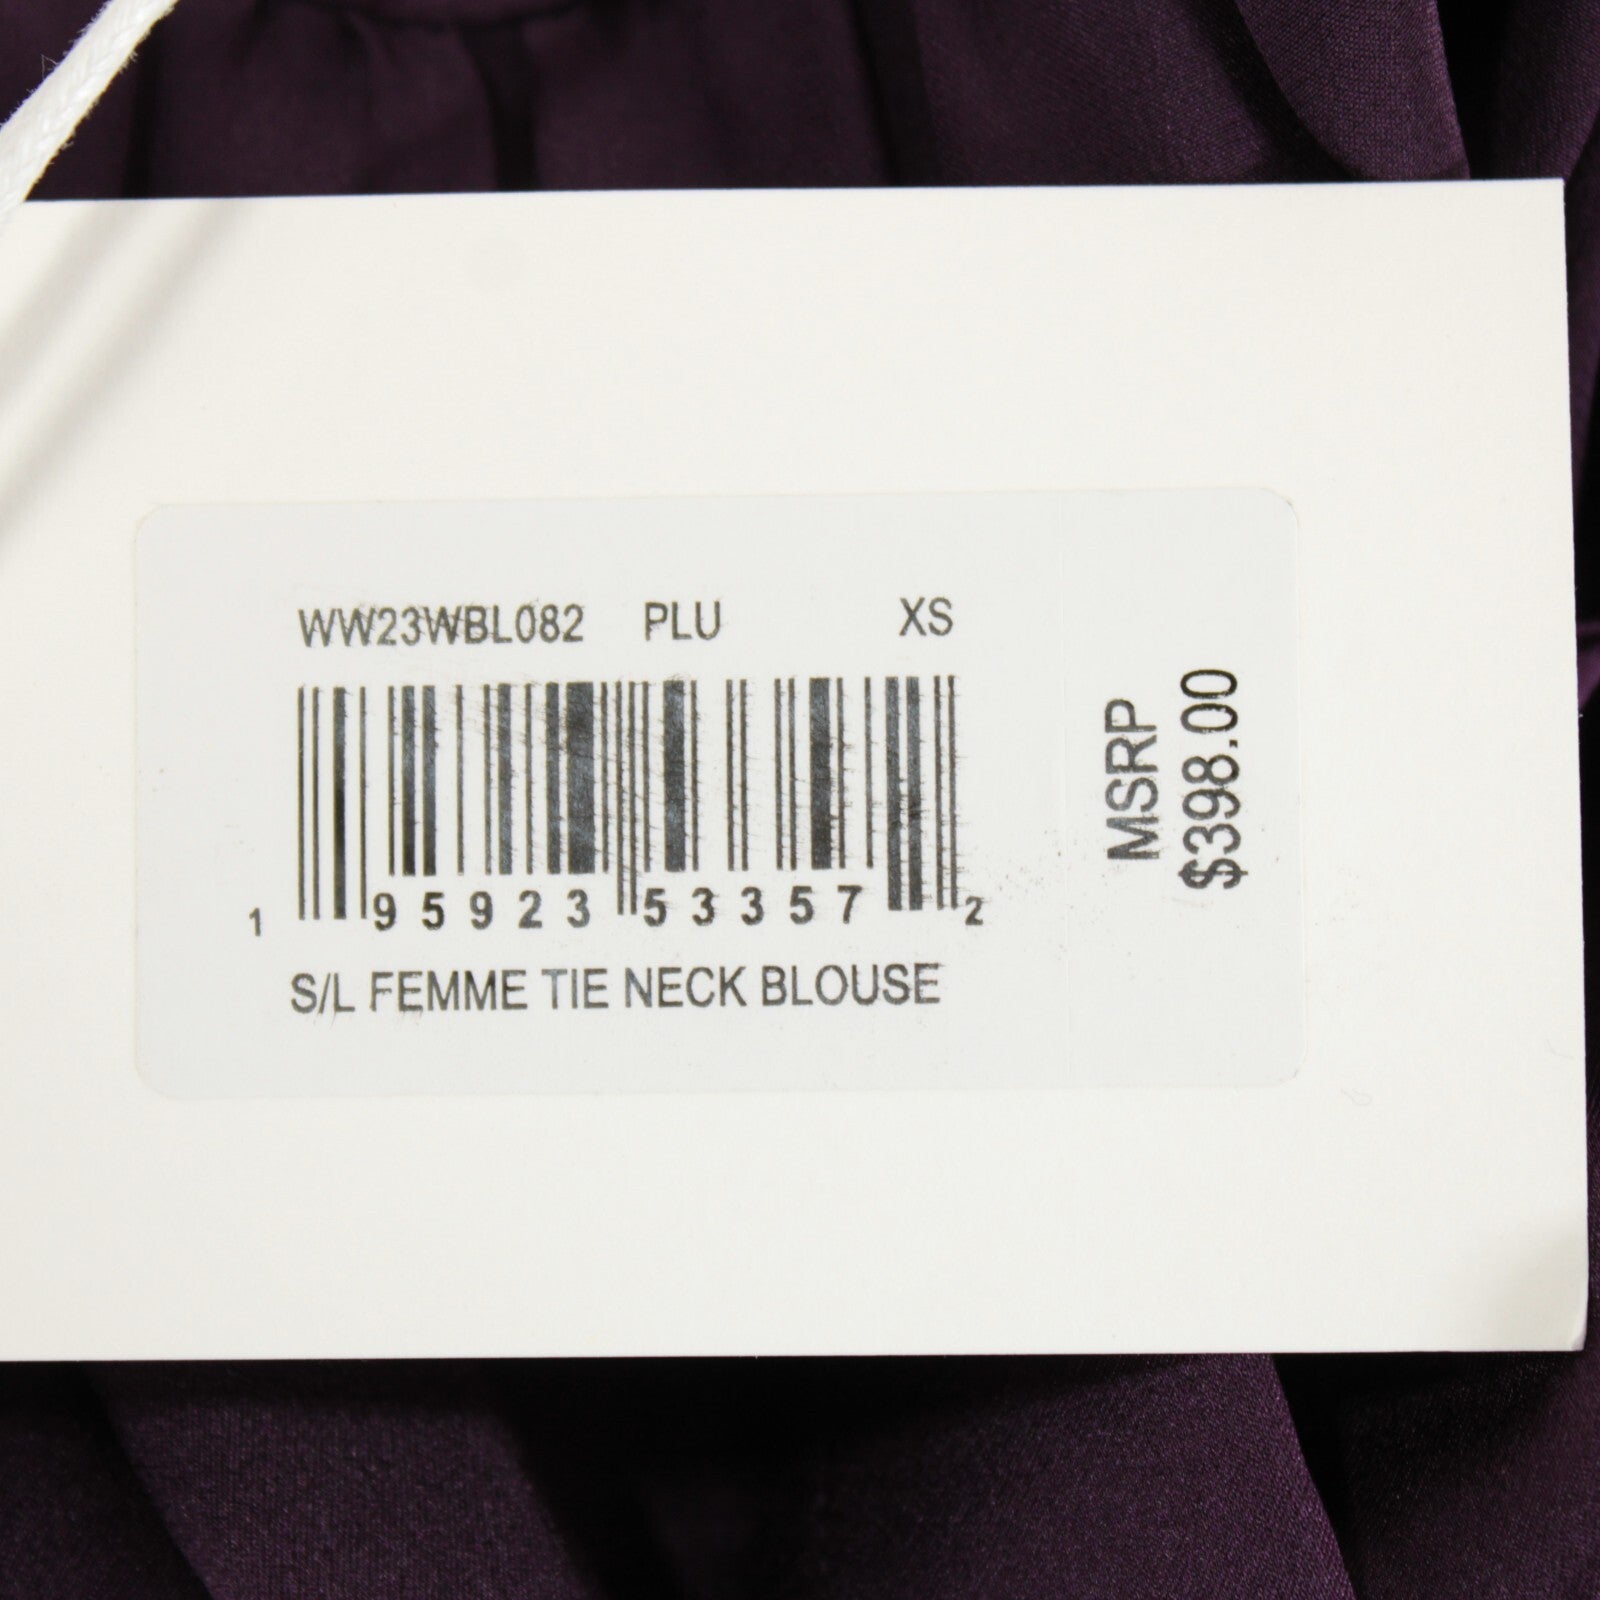 WW23WBL082 PLU XS
1 95923 53357 2
S/L FEMME TIE NECK BLOUSE
MSRP
$398.00